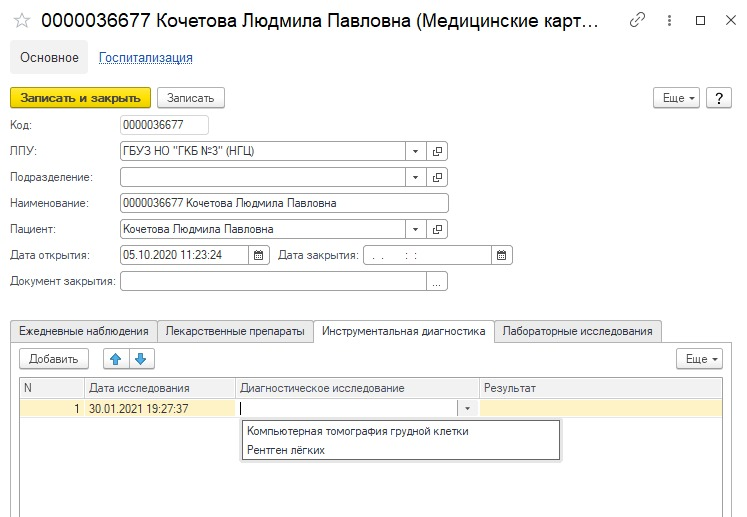 0000036677 Кочетова Людмила Павловна (Медицинские карт...
Основное Госпитализация
Записать и закрыть Записать Еще ?
Код: 0000036677
ЛПУ: ГБУЗ НО "ГКБ №3" (НГЦ)
Подразделение:
Наименование: 0000036677 Кочетова Людмила Павловна
Пациент: Кочетова Людмила Павловна
Дата открытия: 05.10.2020 11:23:24 Дата закрытия: . . : :
Документ закрытия: ...
Ежедневные наблюдения Лекарственные препараты Инструментальная диагностика Лабораторные исследования
Добавить Еще
N Дата исследования Диагностическое исследование Результат
1 30.01.2021 19:27:37
Компьютерная томография грудной клетки
Рентген лёгких